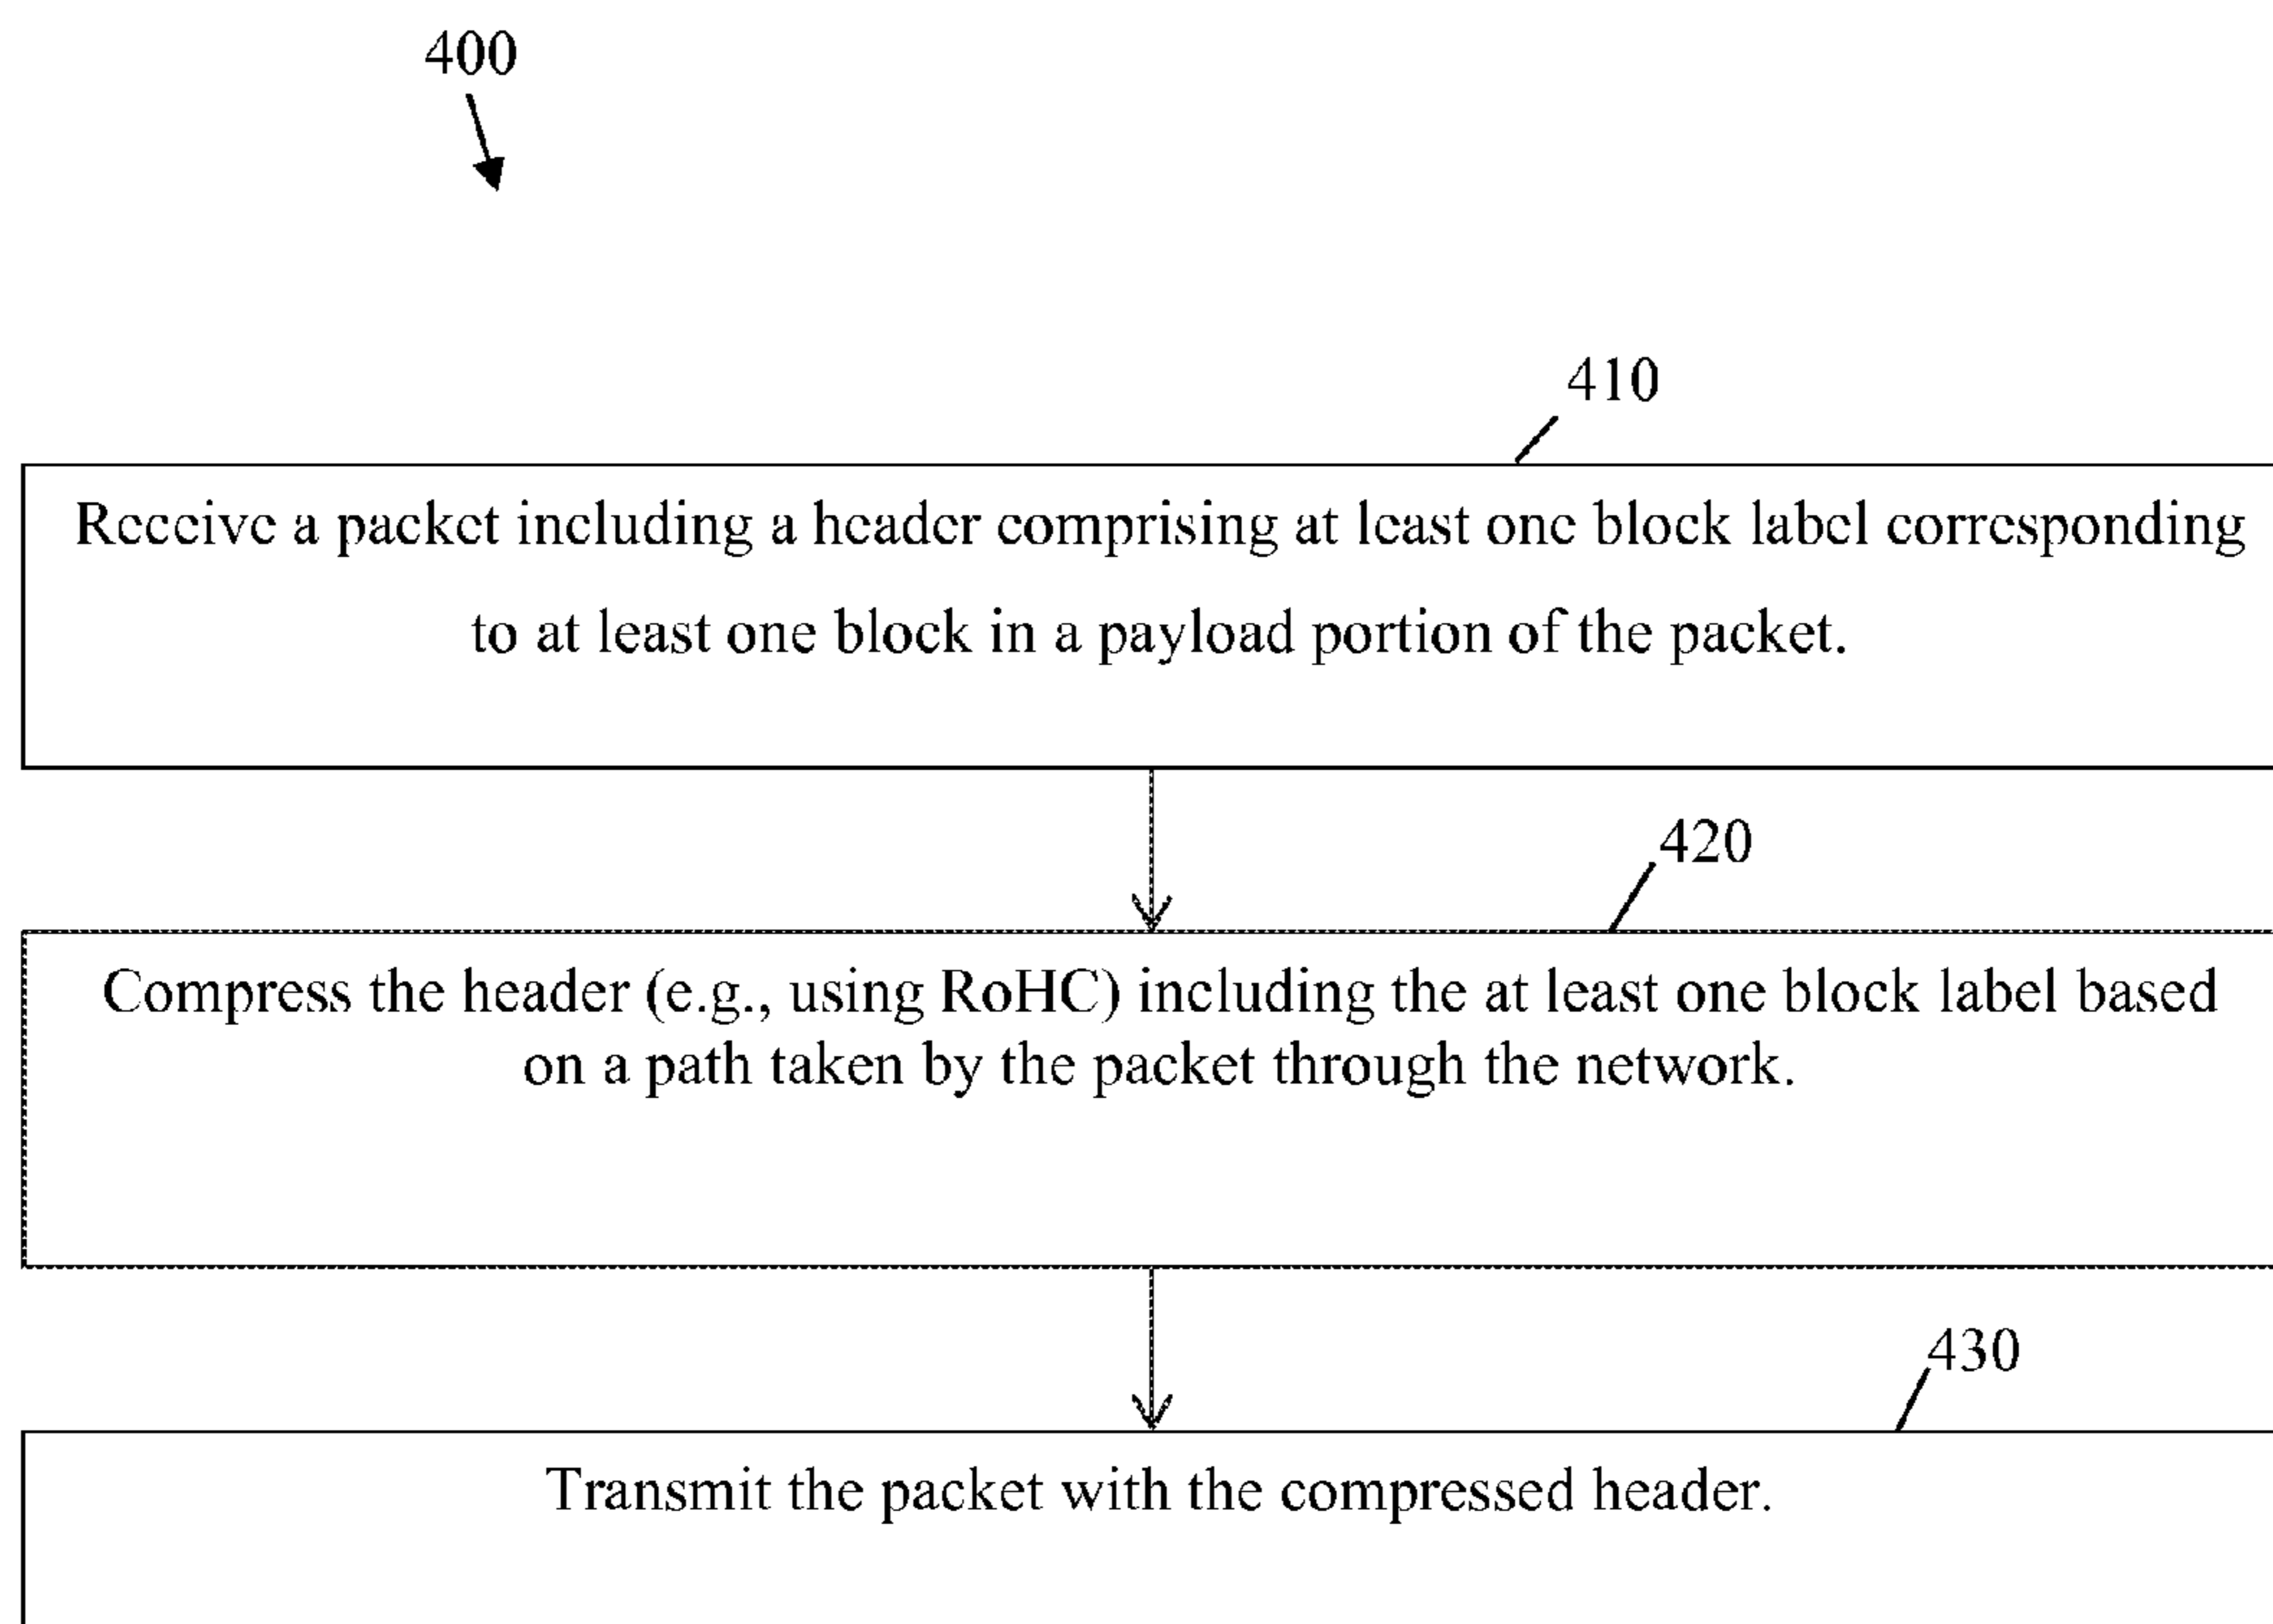 400
410
Receive a packet including a header comprising at least one block label corresponding
to at least one block in a payload portion of the packet.
420
Compress the header (e.g., using RoHC) including the at least one block label based
on a path taken by the packet through the network.
430
Transmit the packet with the compressed header.